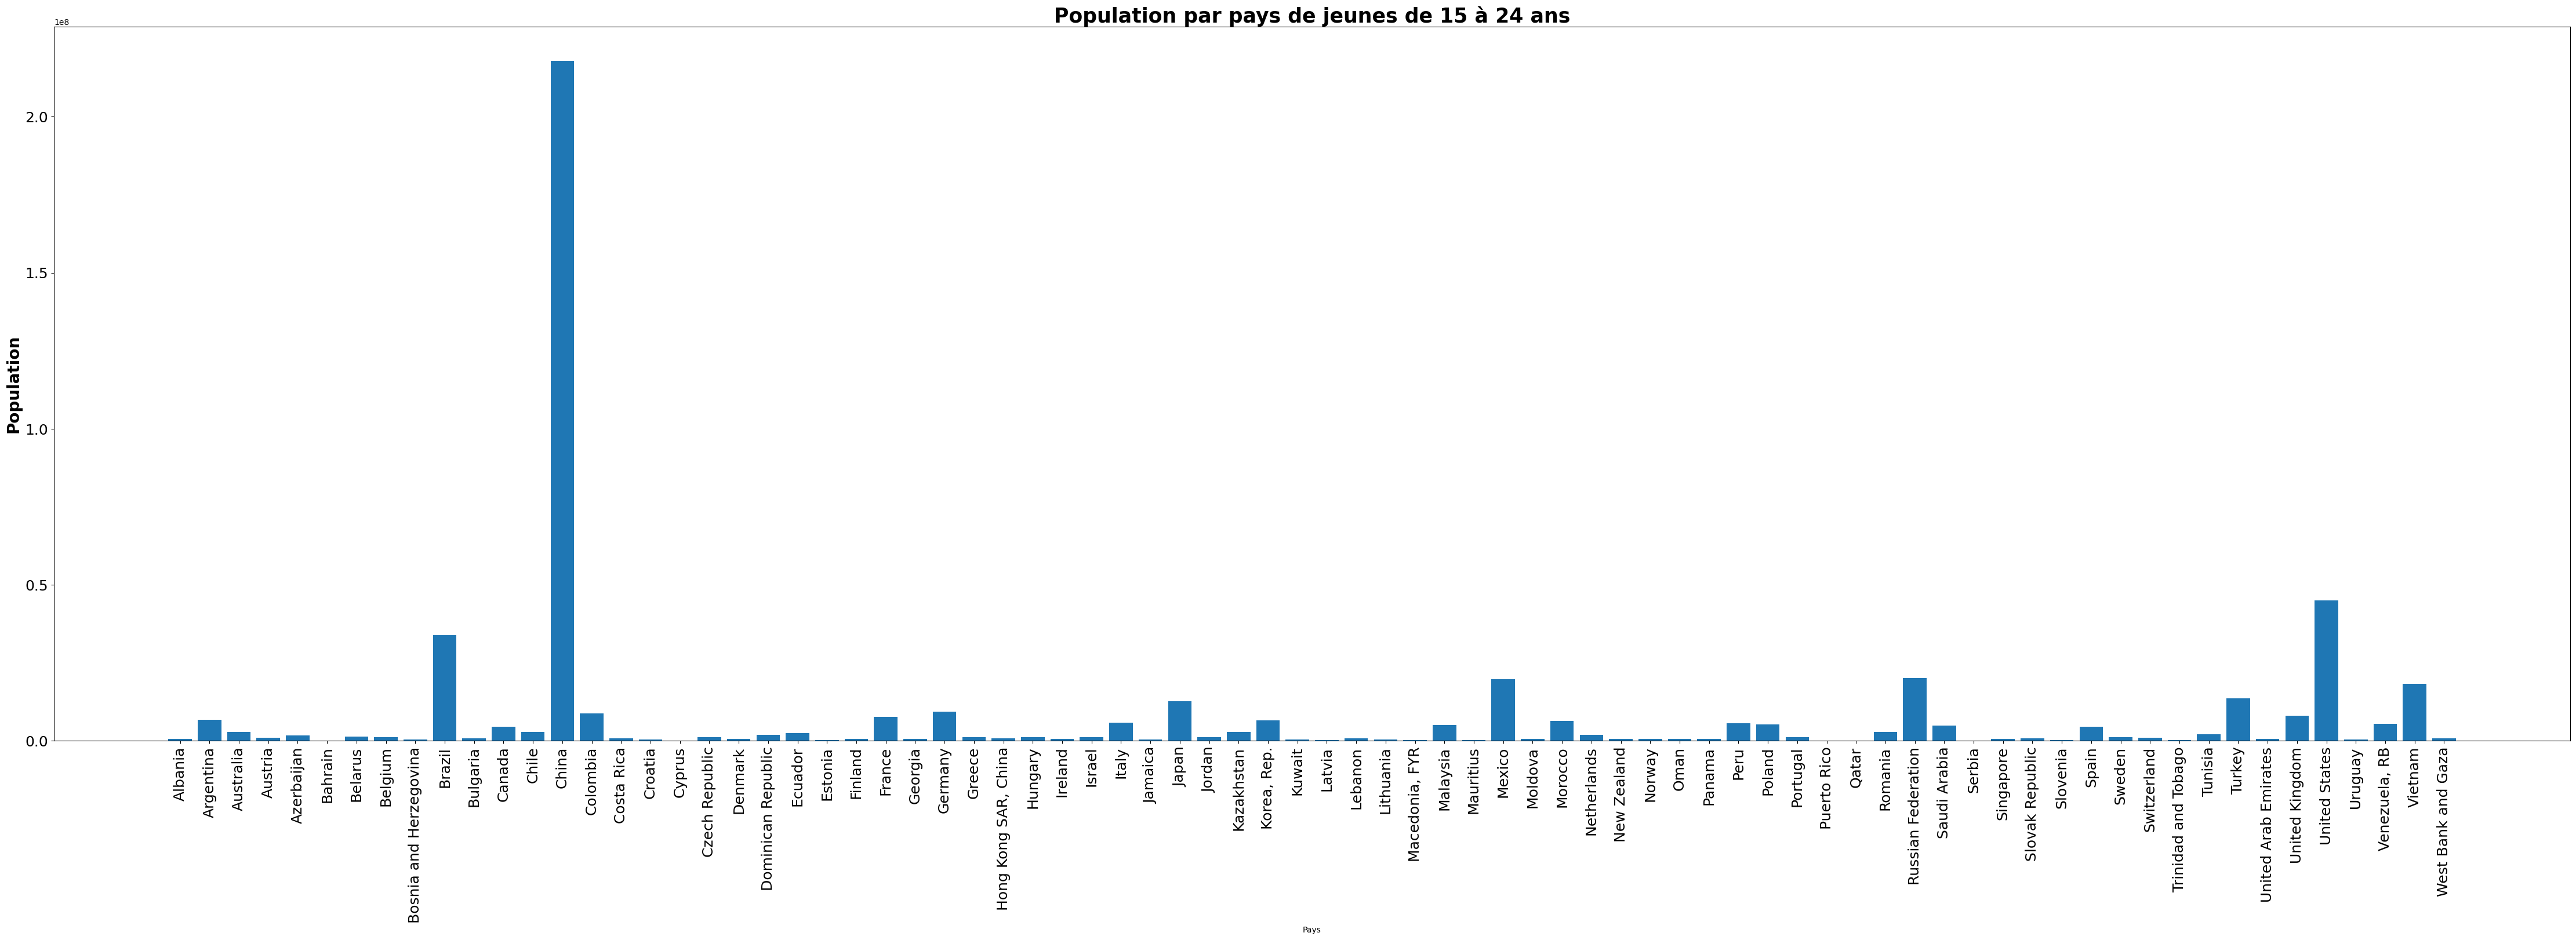 Population par pays de jeunes de 15 à 24 ans
1e8
Population
2.0
1.5
1.0
0.5
0.0
Albania
Argentina
Australia
Austria
Azerbaijan
Bahrain
Belarus
Belgium
Bosnia and Herzegovina
Brazil
Bulgaria
Canada
Chile
China
Colombia
Costa Rica
Croatia
Cyprus
Czech Republic
Denmark
Dominican Republic
Ecuador
Estonia
Finland
France
Georgia
Germany
Greece
Hong Kong SAR, China
Hungary
Ireland
Israel
Italy
Jamaica
Japan
Jordan
Kazakhstan
Korea, Rep.
Kuwait
Latvia
Lebanon
Lithuania
Macedonia, FYR
Malaysia
Mauritius
Mexico
Moldova
Morocco
Netherlands
New Zealand
Norway
Oman
Panama
Peru
Poland
Portugal
Puerto Rico
Qatar
Romania
Russian Federation
Saudi Arabia
Serbia
Singapore
Slovak Republic
Slovenia
Spain
Sweden
Switzerland
Trinidad and Tobago
Tunisia
Turkey
United Arab Emirates
United Kingdom
United States
Uruguay
Venezuela, RB
Vietnam
West Bank and Gaza
Pays